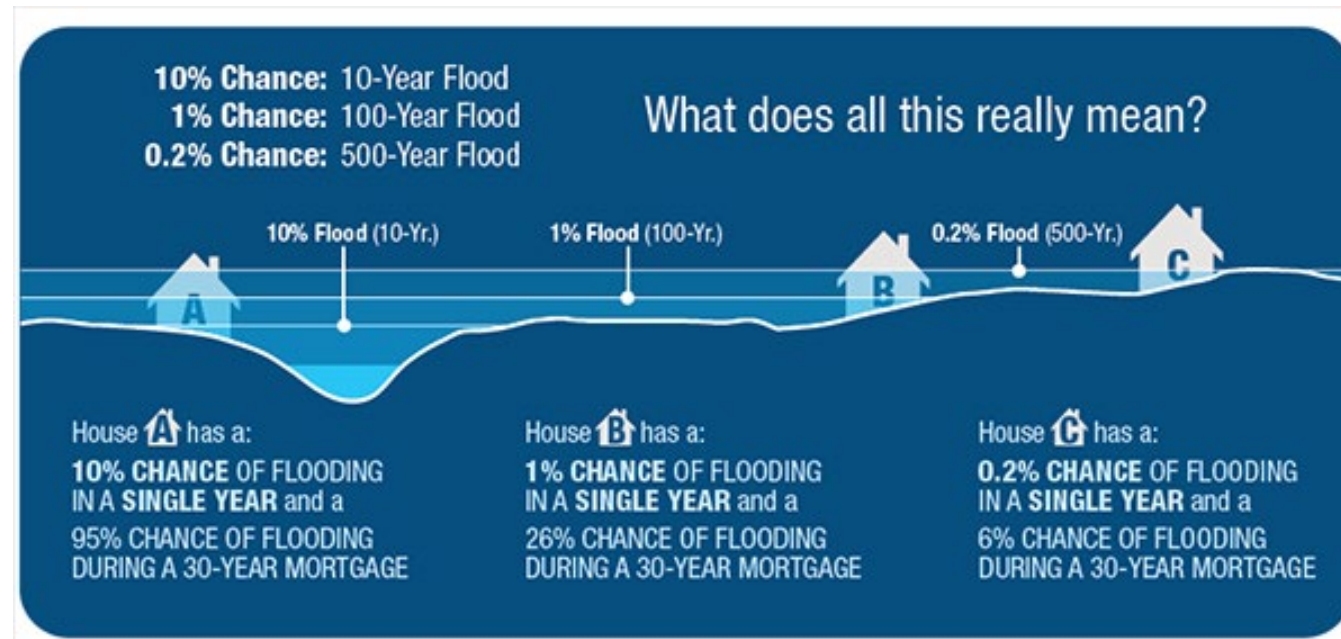 10% Chance: 10-Year Flood
1% Chance: 100-Year Flood
0.2% Chance: 500-Year Flood
What does all this really mean?
10% Flood (10-Yr.)
1% Flood (100-Yr.)
0.2% Flood (500-Yr.)
A
B
C
House A has a:
10% CHANCE OF FLOODING
IN A SINGLE YEAR and a
95% CHANCE OF FLOODING
DURING A 30-YEAR MORTGAGE
House B has a:
1% CHANCE OF FLOODING
IN A SINGLE YEAR and a
26% CHANCE OF FLOODING
DURING A 30-YEAR MORTGAGE
House C has a:
0.2% CHANCE OF FLOODING
IN A SINGLE YEAR and a
6% CHANCE OF FLOODING
DURING A 30-YEAR MORTGAGE